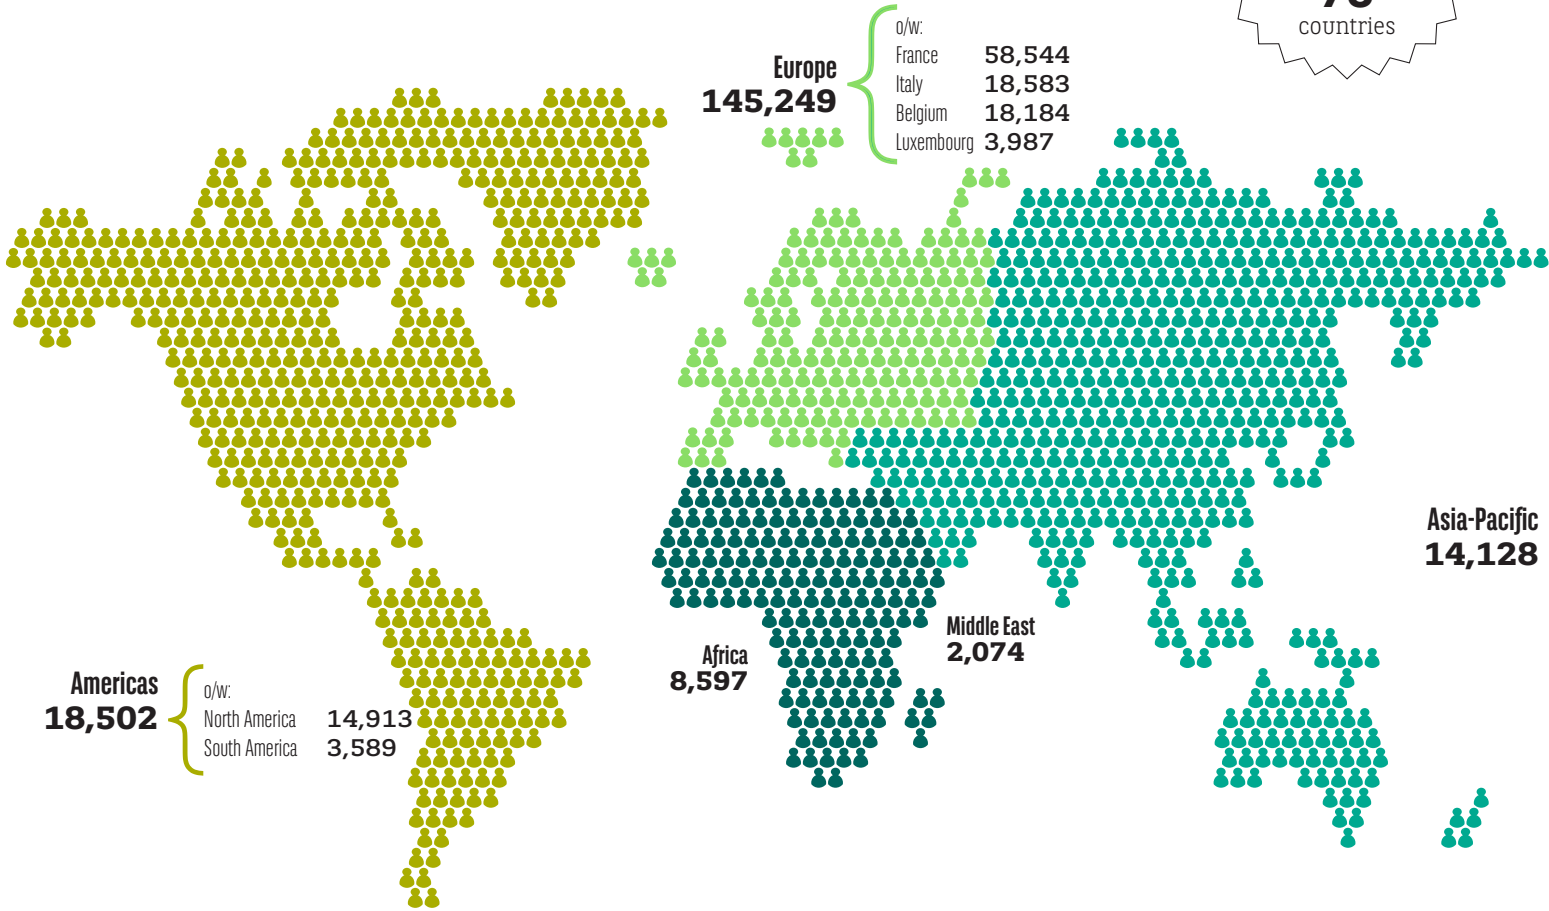 countries
Europe
145,249
o/w:
France 58,544
Italy 18,583
Belgium 18,184
Luxembourg 3,987
Asia-Pacific
14,128
Middle East
2,074
Africa
8,597
Americas
18,502
o/w:
North America 14,913
South America 3,589